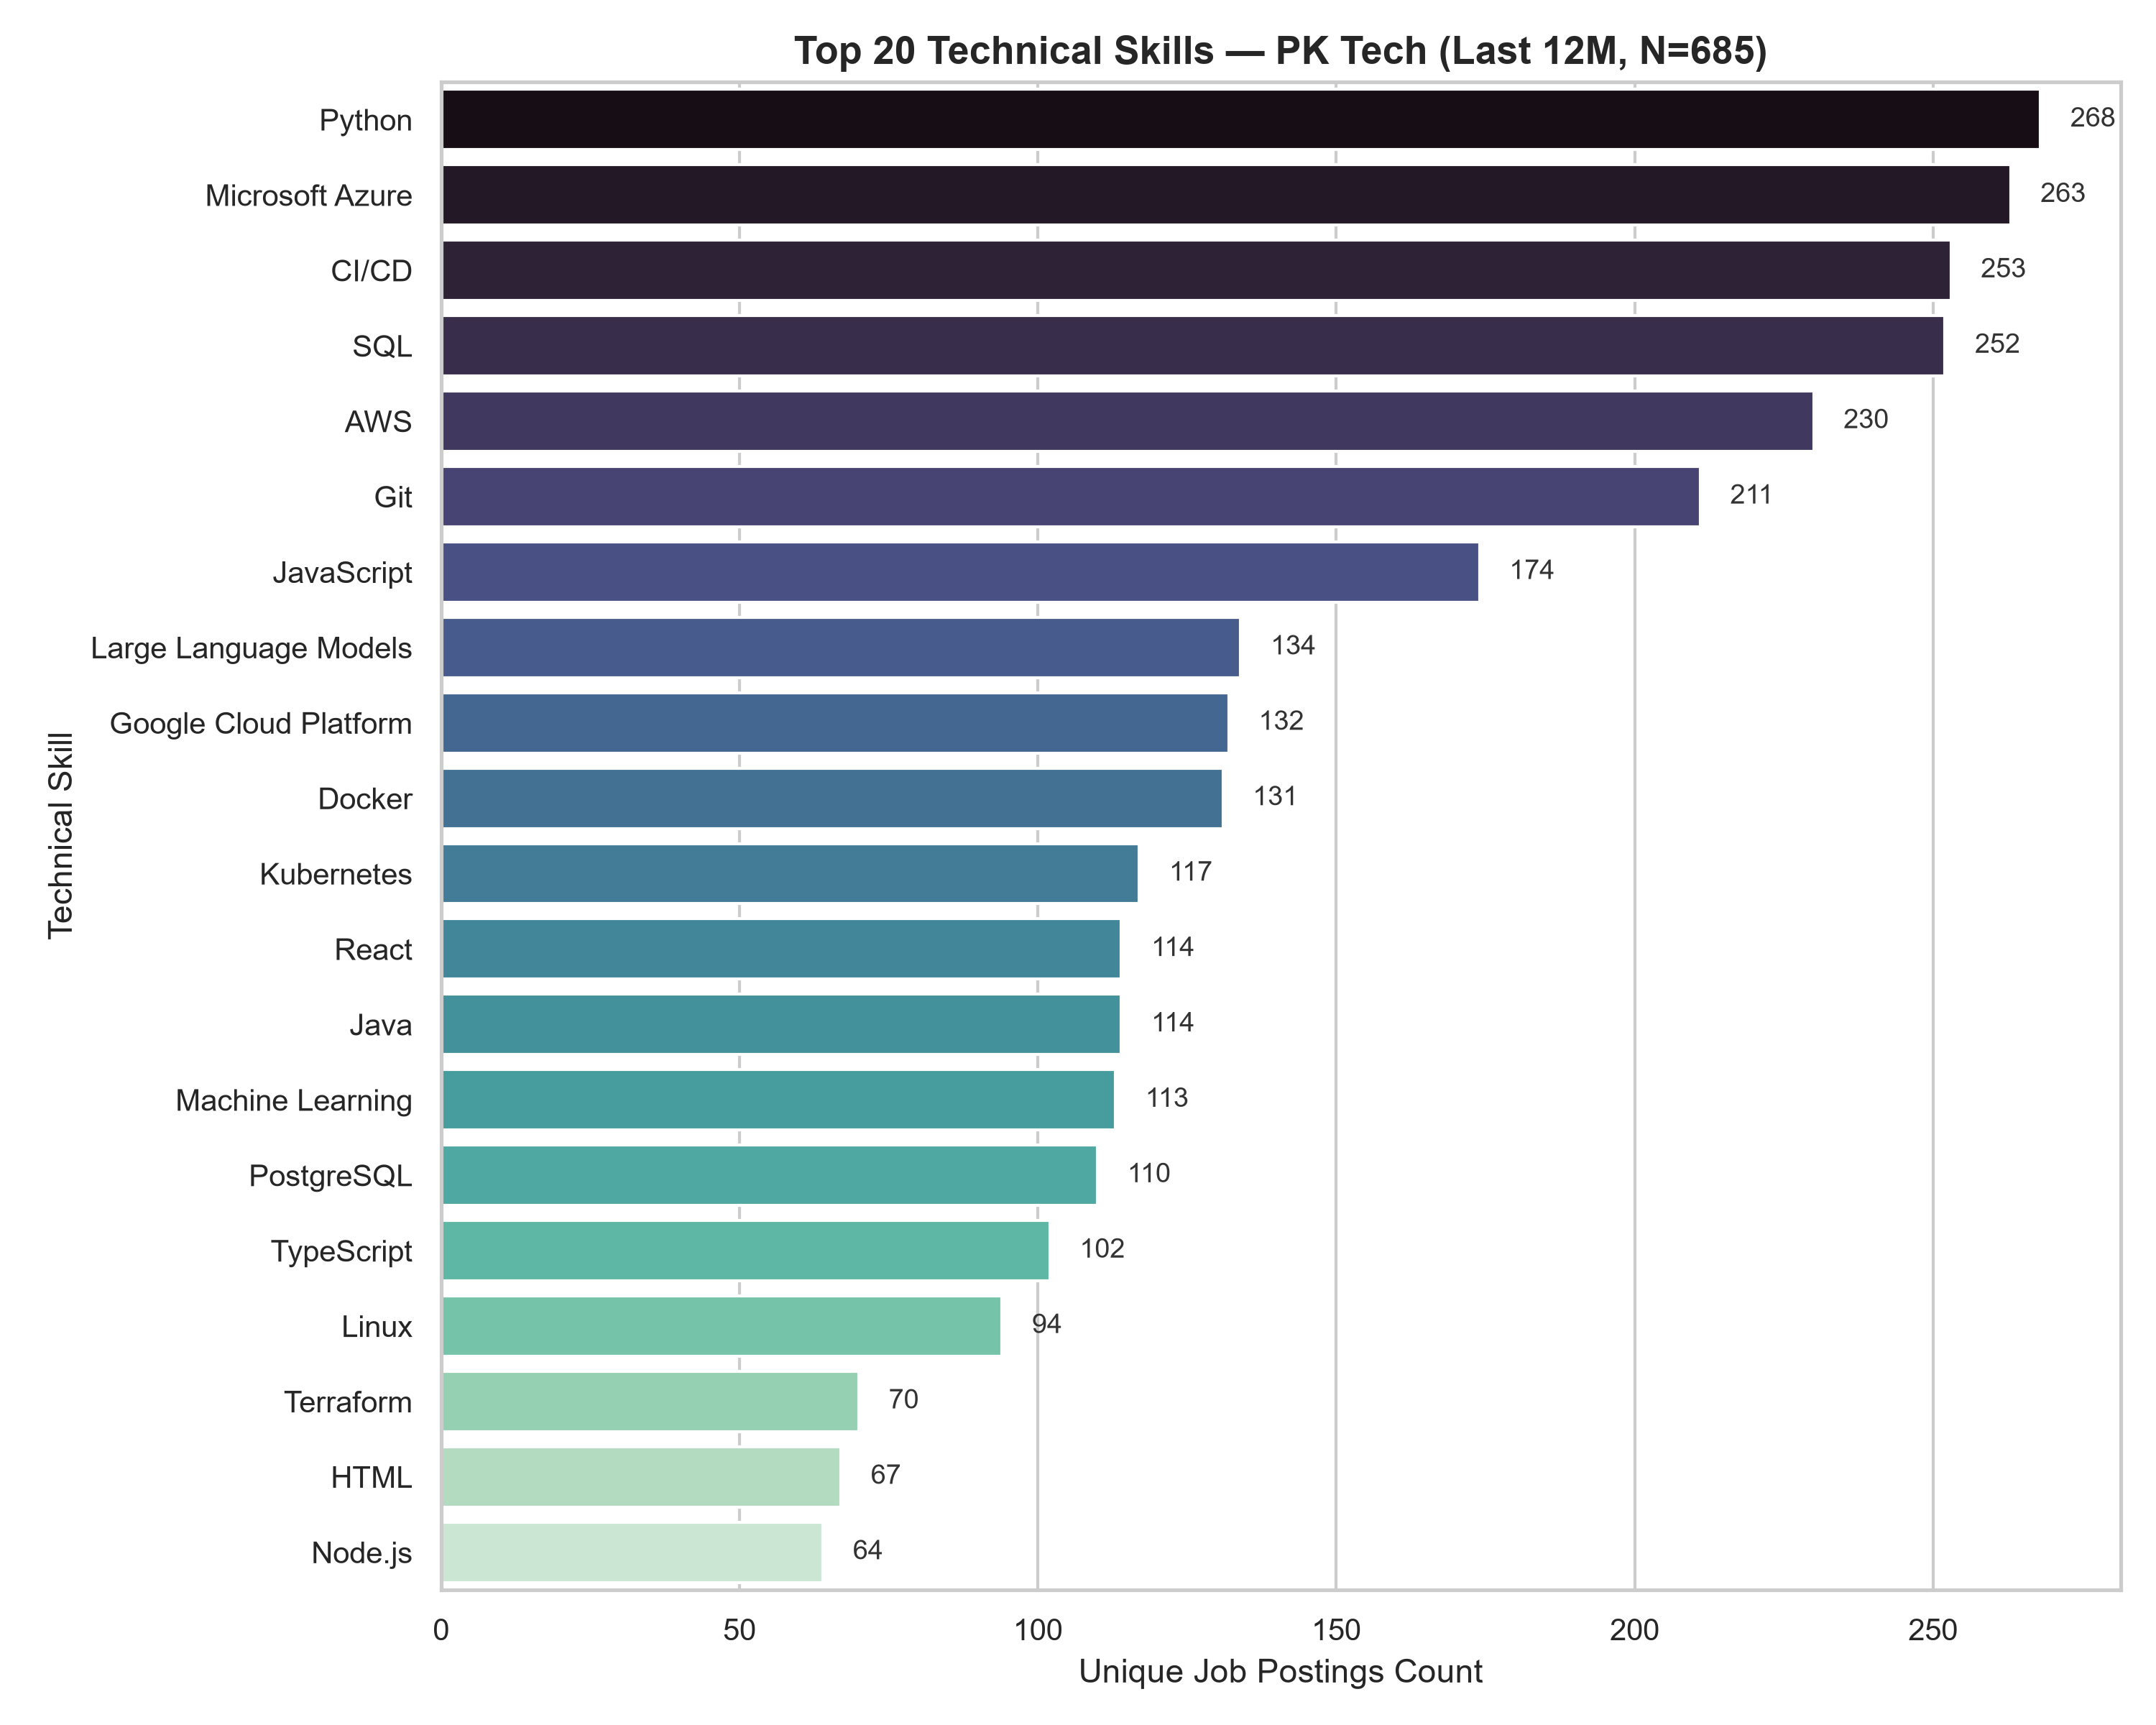 Top 20 Technical Skills — PK Tech (Last 12M, N=685)
Technical Skill
Python 268
Microsoft Azure 263
CI/CD 253
SQL 252
AWS 230
Git 211
JavaScript 174
Large Language Models 134
Google Cloud Platform 132
Docker 131
Kubernetes 117
React 114
Java 114
Machine Learning 113
PostgreSQL 110
TypeScript 102
Linux 94
Terraform 70
HTML 67
Node.js 64
0 50 100 150 200 250
Unique Job Postings Count